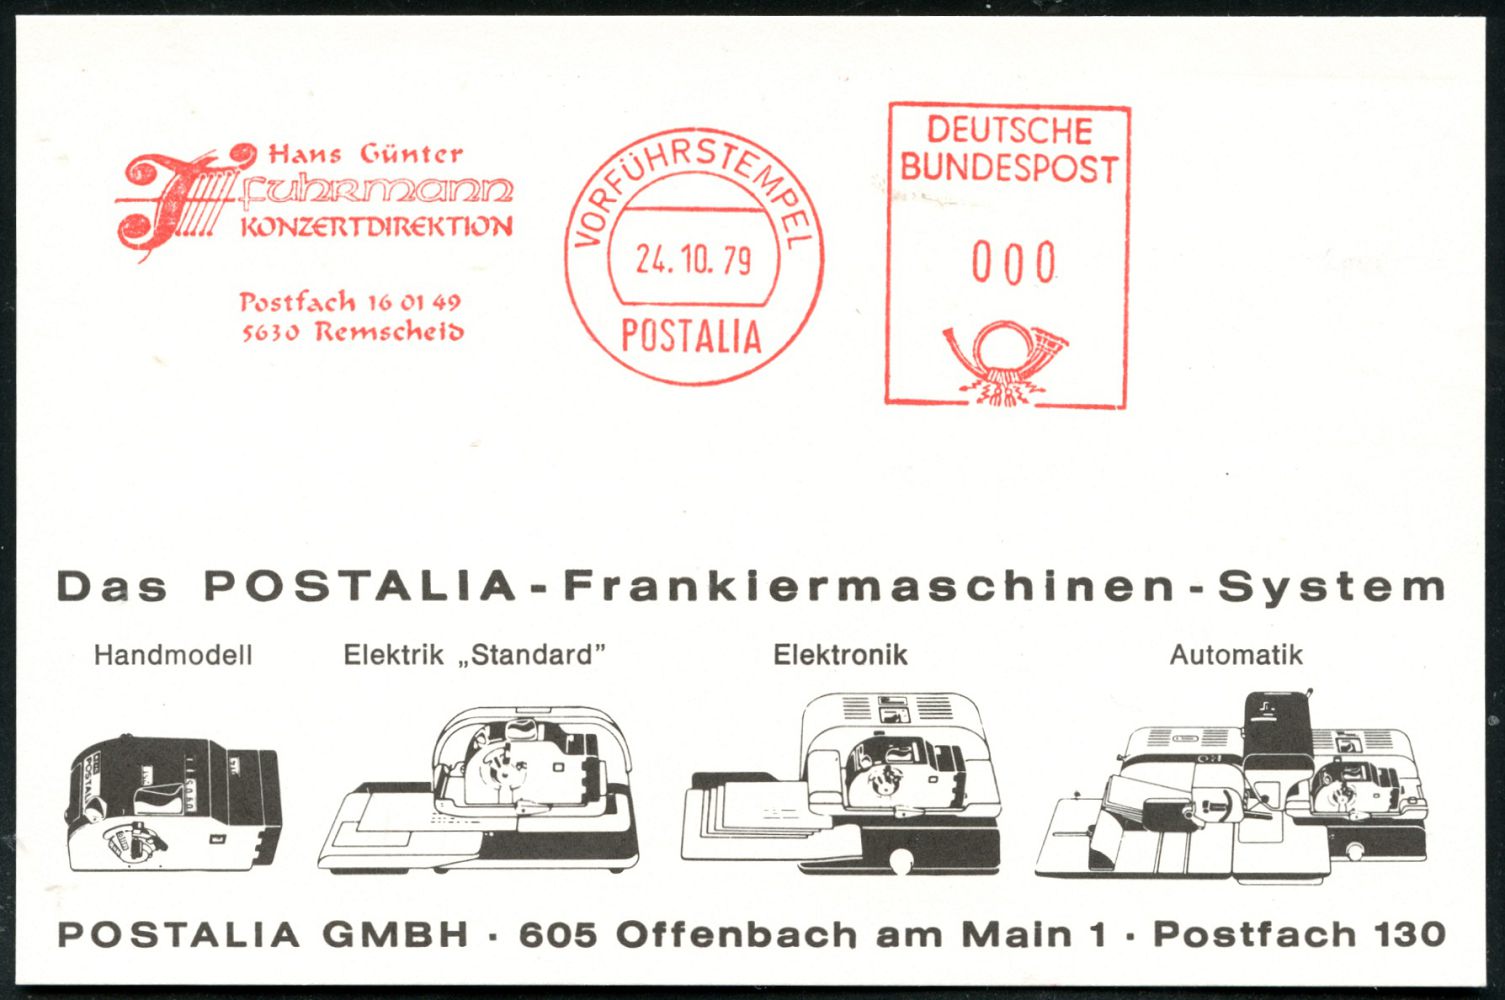 Hans Günter
fuhrmann
KONZERTDIREKTION
Postfach 16 01 49
5630 Remscheid
VORFÜHRSTEMPEL
24.10.79
POSTALIA
DEUTSCHE
BUNDESPOST
000
Das POSTALIA-Frankiermaschinen-System
Handmodell
Elektrik „Standard”
Elektronik
Automatik
POSTALIA
POSTALIA GMBH · 605 Offenbach am Main 1 · Postfach 130